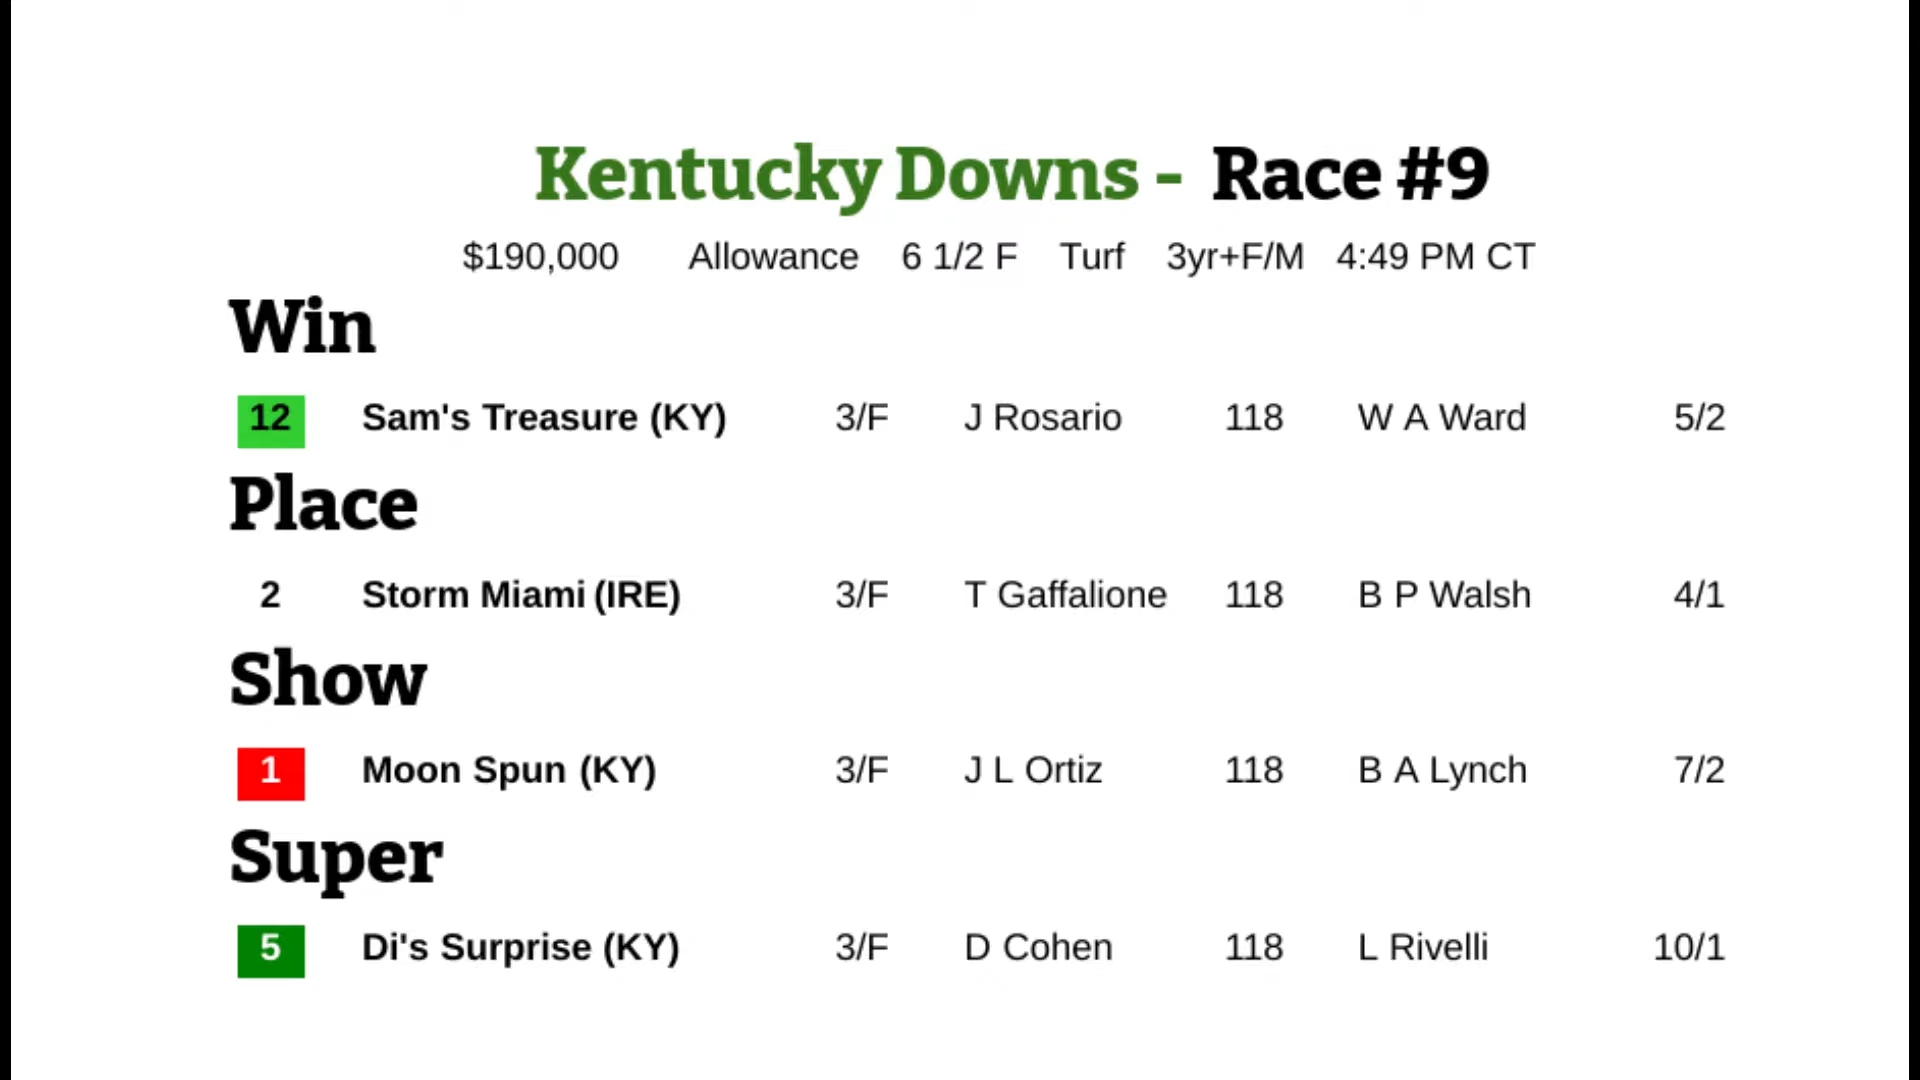 Kentucky Downs - Race #9
$190,000 Allowance 6 1/2 F Turf 3yr+F/M 4:49 PM CT
Win
12 Sam's Treasure (KY) 3/F J Rosario 118 W A Ward 5/2
Place
2 Storm Miami (IRE) 3/F T Gaffalione 118 B P Walsh 4/1
Show
1 Moon Spun (KY) 3/F J L Ortiz 118 B A Lynch 7/2
Super
5 Di's Surprise (KY) 3/F D Cohen 118 L Rivelli 10/1